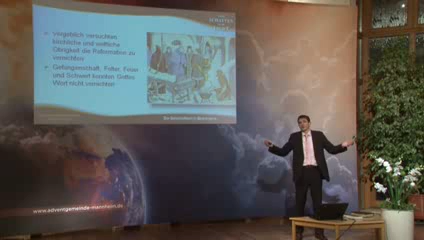 Vergeblich versuchten
kirchliche und weltliche
Obrigkeit die Reformation zu
vernichten
Gefangenschaft, Folter, Feuer
und Schwert konnten Gottes
Wort nicht vernichten
www.adventgemeinde-mannheim.de